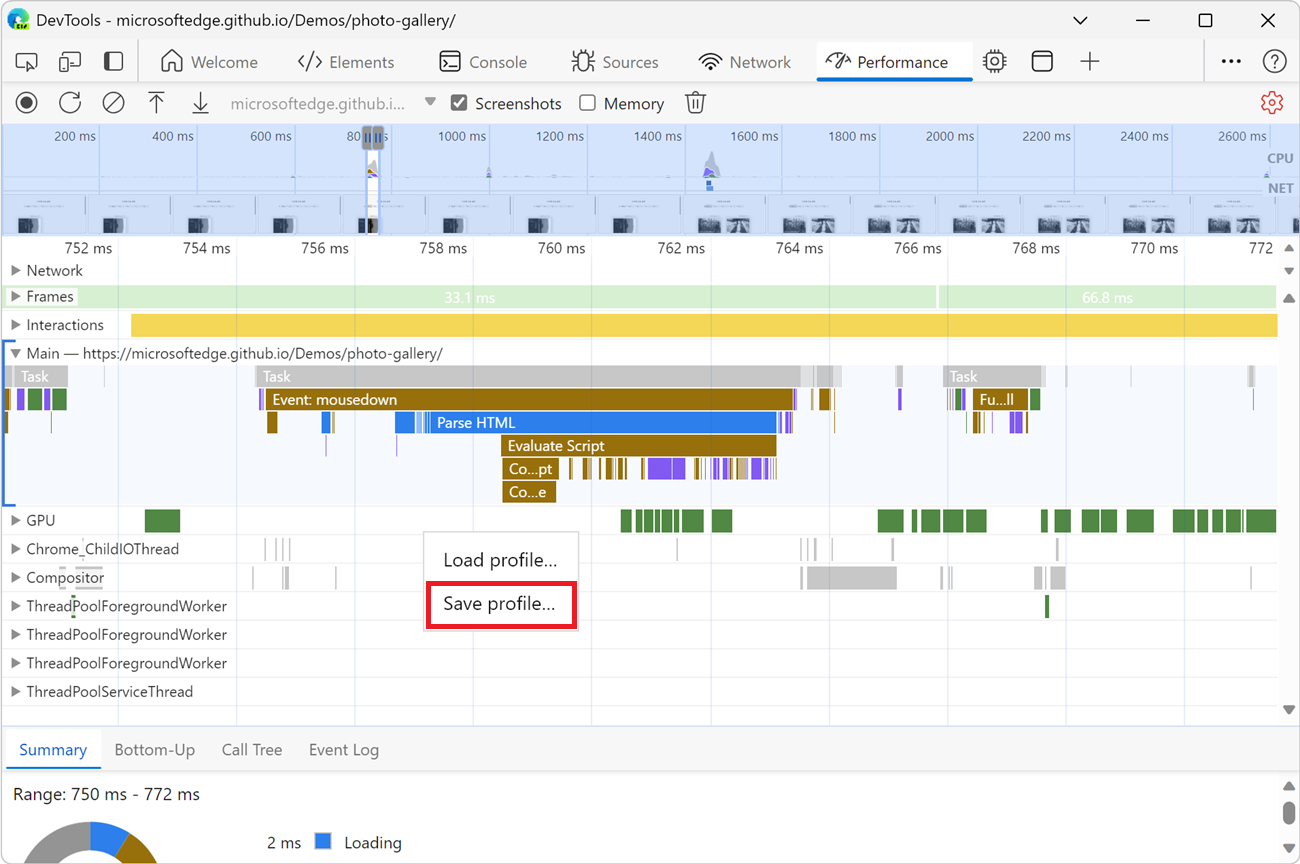 DevTools - microsoftedge.github.io/Demos/photo-gallery/
Welcome Elements Console Sources Network Performance
microsoftedge.github.i... Screenshots Memory
200 ms 400 ms 600 ms 1000 ms 1200 ms 1400 ms 1600 ms 1800 ms 2000 ms 2200 ms 2400 ms 2600 ms
CPU
NET
752 ms 754 ms 756 ms 758 ms 760 ms 762 ms 764 ms 766 ms 768 ms 770 ms 772
Network
Frames 33.1 ms 66.8 ms
Interactions
Main — https://microsoftedge.github.io/Demos/photo-gallery/
Task Task Task
Event: mousedown Fu...ll
Parse HTML
Evaluate Script
Co...pt
Co...e
GPU
Chrome_ChildIOThread
Load profile...
Compositor
Save profile...
ThreadPoolForegroundWorker
ThreadPoolForegroundWorker
ThreadPoolForegroundWorker
ThreadPoolServiceThread
Summary Bottom-Up Call Tree Event Log
Range: 750 ms - 772 ms
2 ms Loading